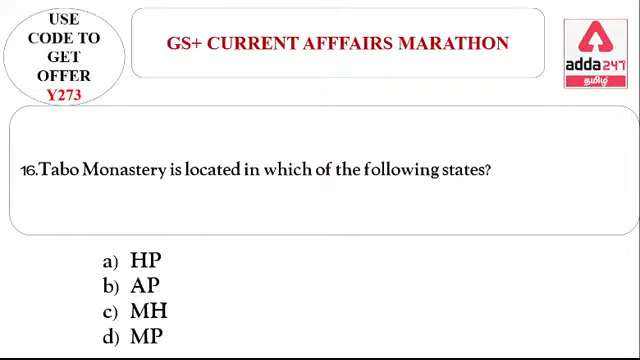 USE
CODE TO
GET
OFFER
Y273
GS+ CURRENT AFFFAIRS MARATHON
adda247
தமிழ்
16.Tabo Monastery is located in which of the following states?
a) HP
b) AP
c) MH
d) MP